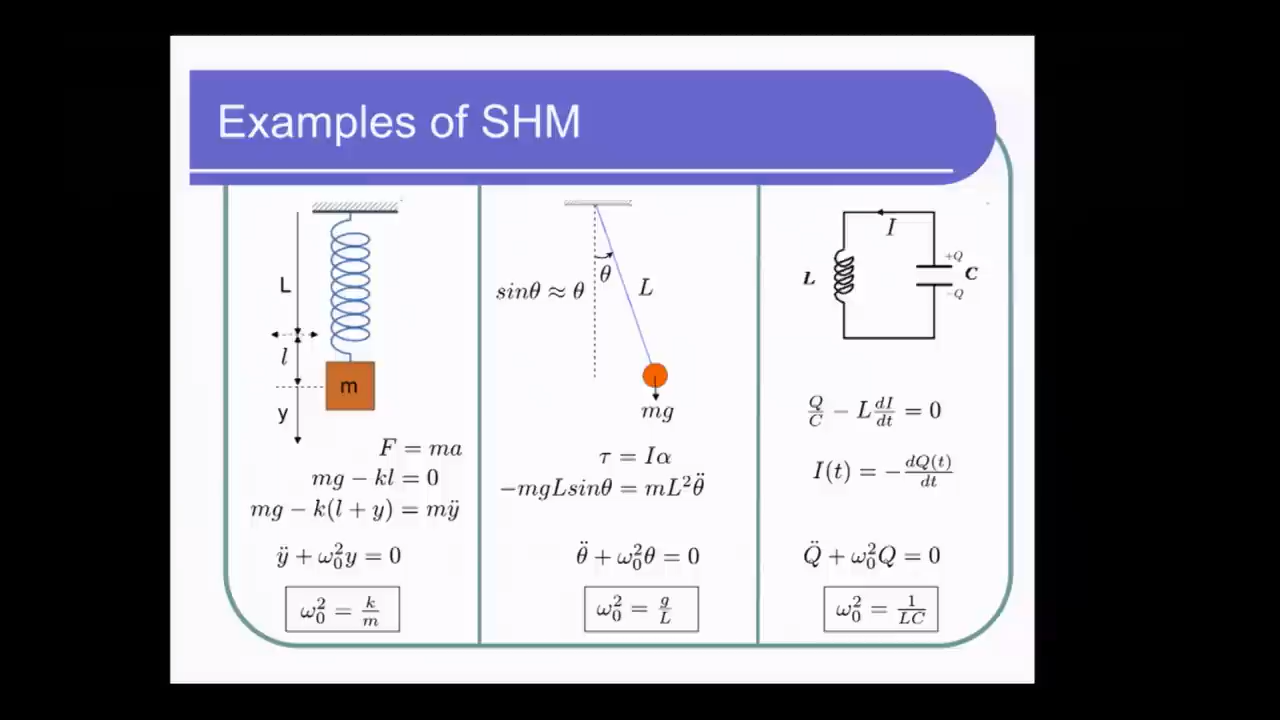 Examples of SHM
L
l
y
m
F = ma
mg − kl = 0
mg − k(l + y) = mÿ
ÿ + ω₀²y = 0
ω₀² = k/m
sinθ ≈ θ
θ
L
mg
τ = Iα
−mgLsinθ = mL²θ̈
θ̈ + ω₀²θ = 0
ω₀² = g/L
I
L
+Q
C
−Q
Q/C − L dI/dt = 0
I(t) = − dQ(t)/dt
Q̈ + ω₀²Q = 0
ω₀² = 1/LC